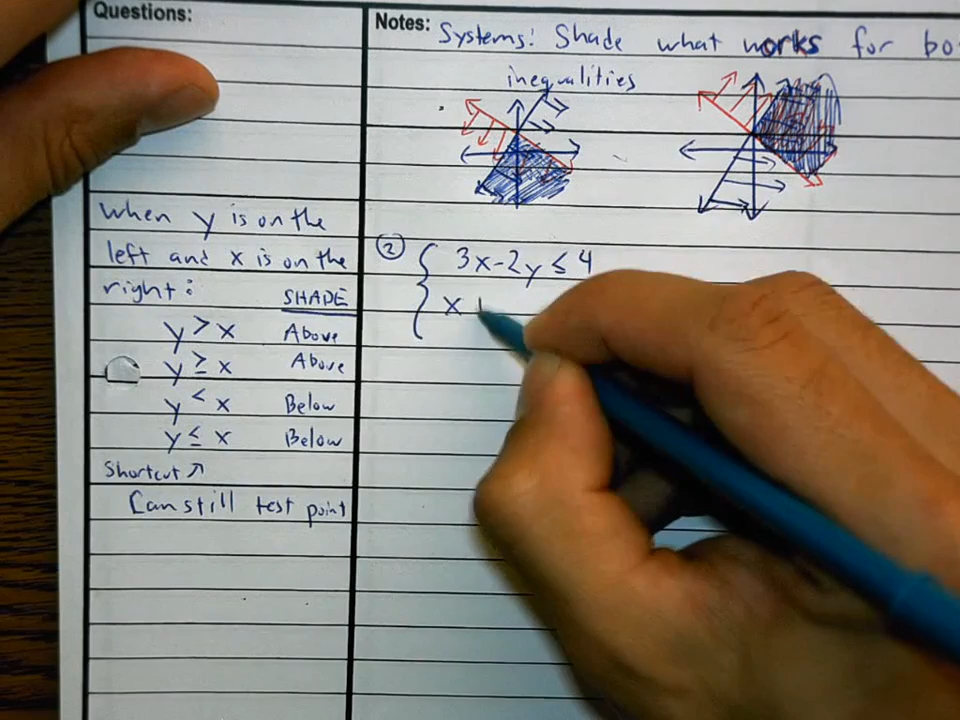 Questions:
Notes: Systems: Shade what works for
inequalities
When y is on the
left and x is on the
right:
SHADE
y > x Above
y ≥ x Above
y < x Below
y ≤ x Below
Shortcut ↗
Can still test point
② { 3x-2y ≤ 4
x